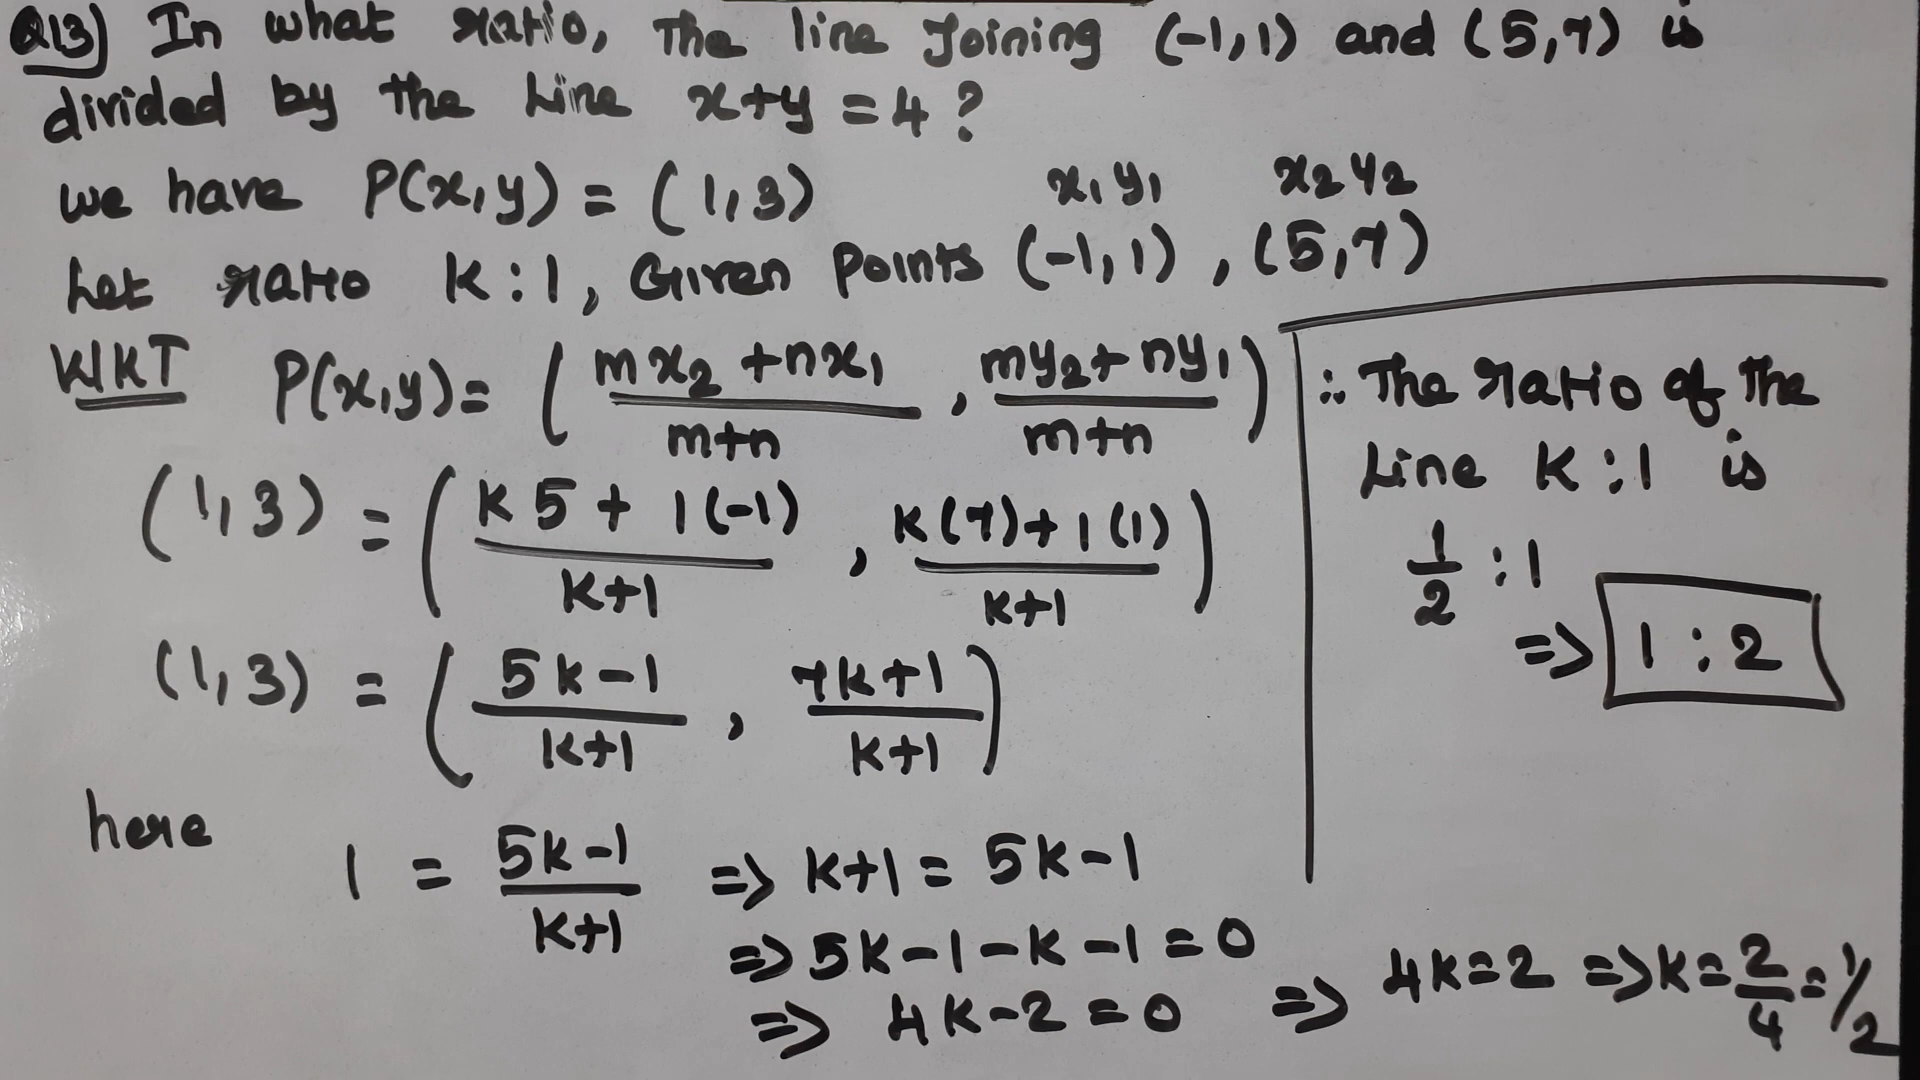 Q13) In what ratio, The line Joining (-1,1) and (5,7) is
divided by the Line x+y = 4 ?
we have P(x,y) = (1,3)
x₁ y₁ x₂ y₂
Let ratio K:1, Given Points (-1,1) , (5,7)
WKT P(x,y) = ( mx₂ + nx₁ / m+n , my₂ + ny₁ / m+n )
(1,3) = ( K5 + 1(-1) / K+1 , K(7)+1(1) / K+1 )
(1,3) = ( 5K-1 / K+1 , 7K+1 / K+1 )
here
1 = 5K-1 / K+1 => K+1 = 5K-1
=> 5K-1-K-1 = 0
=> 4K-2 = 0 => 4K=2 => K = 2/4 = 1/2
∴ The ratio of the
Line K:1 is
1/2 : 1
=> 1 : 2